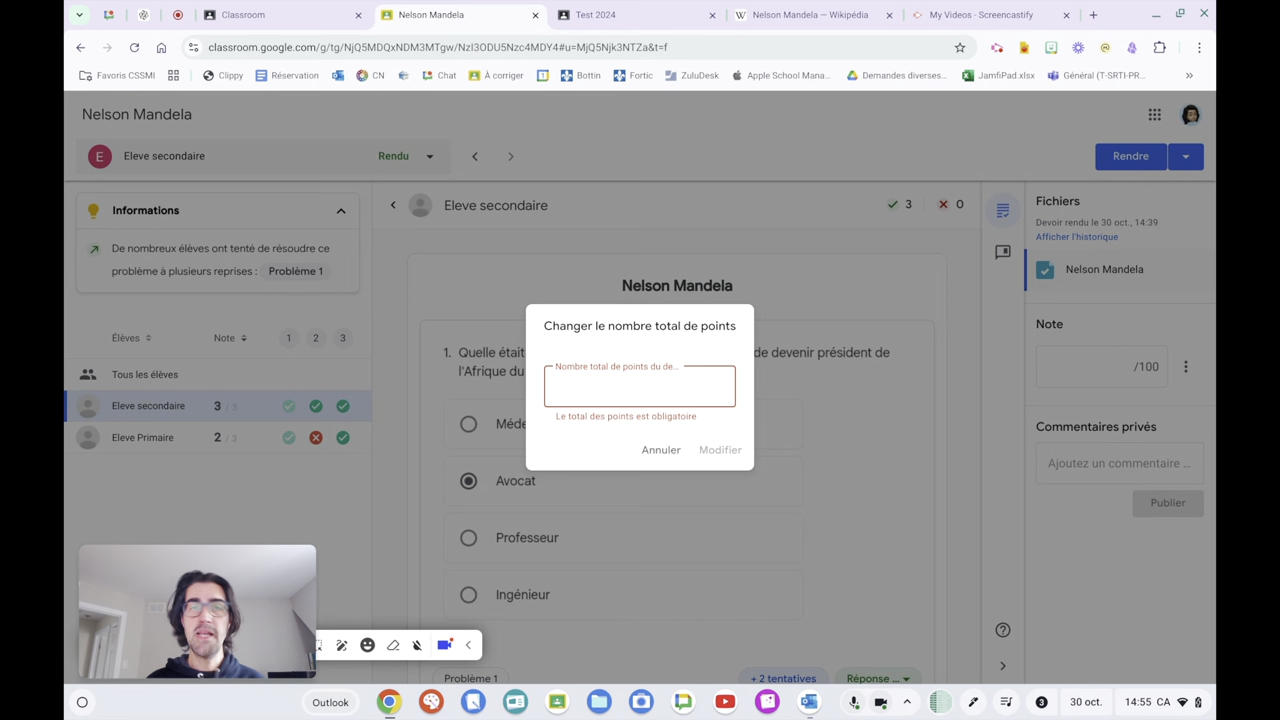 Classroom
Nelson Mandela
Test 2024
Nelson Mandela — Wikipédia
My Videos - Screencastify
classroom.google.com/g/tg/NjQ5MDQxNDM3MTgw/NzI3ODU5Nzc4MDY4#u=MjQ5Njk3NTZa&t=f
Favoris CSSMI
Clippy
Réservation
CN
Chat
À corriger
Bottin
Fortic
ZuluDesk
Apple School Mana...
Demandes diverses...
JamfiPad.xlsx
Général (T-SRTI-PR...
Nelson Mandela
E Eleve secondaire Rendu
Rendre
Informations
De nombreux élèves ont tenté de résoudre ce
problème à plusieurs reprises : Problème 1
Élèves Note 1 2 3
Tous les élèves
Eleve secondaire 3 / 3
Eleve Primaire 2 / 3
Eleve secondaire 3 0
Nelson Mandela
1. Quelle était
de devenir président de
l'Afrique du
Méde
Avocat
Professeur
Ingénieur
Problème 1 + 2 tentatives Réponse ...
Changer le nombre total de points
Nombre total de points du de...
Le total des points est obligatoire
Annuler Modifier
Fichiers
Devoir rendu le 30 oct., 14:39
Afficher l'historique
Nelson Mandela
Note
/100
Commentaires privés
Ajoutez un commentaire ...
Publier
Outlook
3 30 oct. 14:55 CA